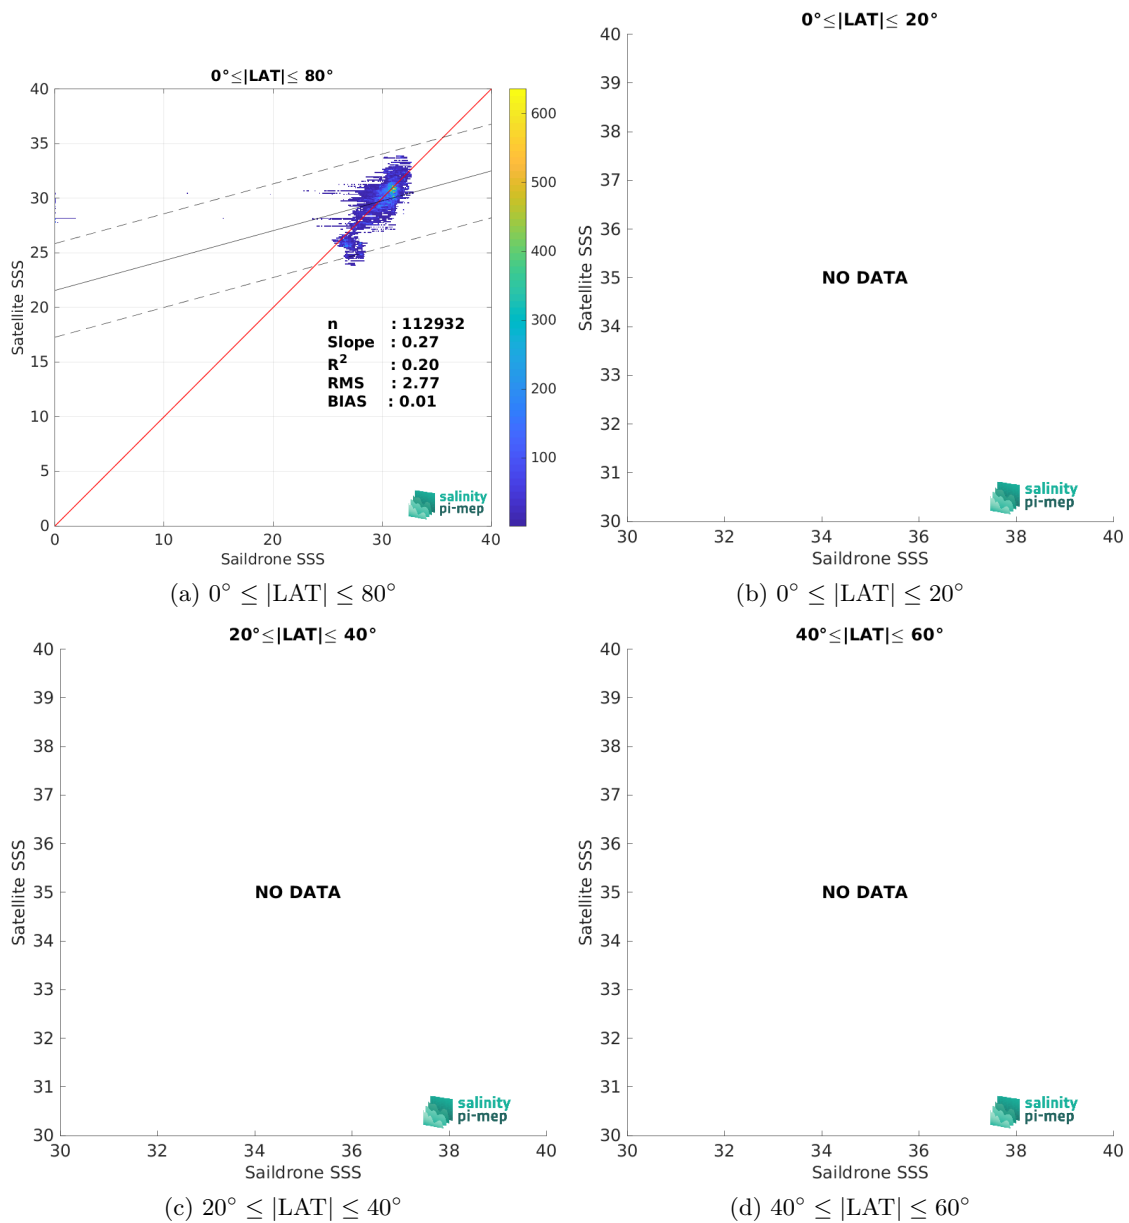 0°≤|LAT|≤ 80°
40
35
30
25
20
15
10
5
0
Satellite SSS
0
10
20
30
40
Saildrone SSS
n : 112932
Slope : 0.27
R² : 0.20
RMS : 2.77
BIAS : 0.01
600
500
400
300
200
100
salinity
pi-mep
(a) 0° ≤ |LAT| ≤ 80°
0°≤|LAT|≤ 20°
40
39
38
37
36
35
34
33
32
31
30
Satellite SSS
NO DATA
30
32
34
36
38
40
Saildrone SSS
salinity
pi-mep
(b) 0° ≤ |LAT| ≤ 20°
20°≤|LAT|≤ 40°
40
39
38
37
36
35
34
33
32
31
30
Satellite SSS
NO DATA
30
32
34
36
38
40
Saildrone SSS
salinity
pi-mep
(c) 20° ≤ |LAT| ≤ 40°
40°≤|LAT|≤ 60°
40
39
38
37
36
35
34
33
32
31
30
Satellite SSS
NO DATA
30
32
34
36
38
40
Saildrone SSS
salinity
pi-mep
(d) 40° ≤ |LAT| ≤ 60°